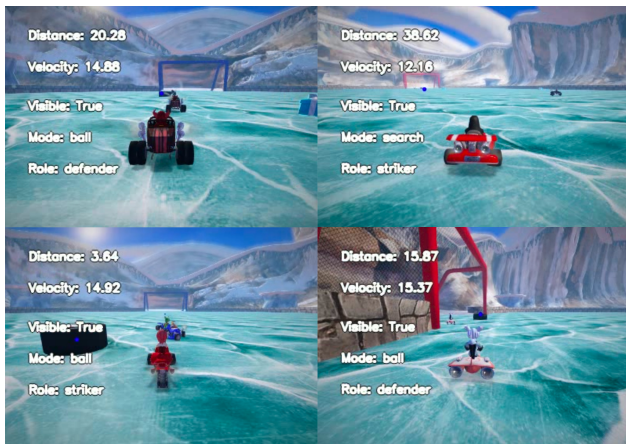 Distance: 20.28
Velocity: 14.88
Visible: True
Mode: ball
Role: defender
Distance: 38.62
Velocity: 12.16
Visible: True
Mode: search
Role: striker
Distance: 3.64
Velocity: 14.92
Visible: True
Mode: ball
Role: striker
Distance: 15.87
Velocity: 15.37
Visible: True
Mode: ball
Role: defender